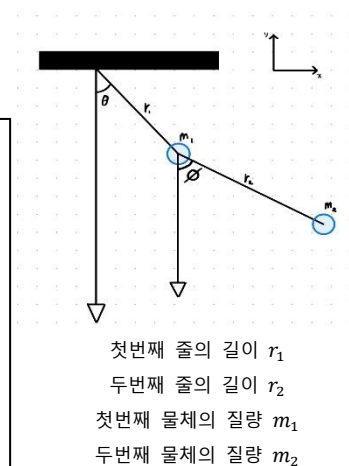 y
x
θ
r₁
m₁
Ø
r₂
m₂
첫번째 줄의 길이 r₁
두번째 줄의 길이 r₂
첫번째 물체의 질량 m₁
두번째 물체의 질량 m₂